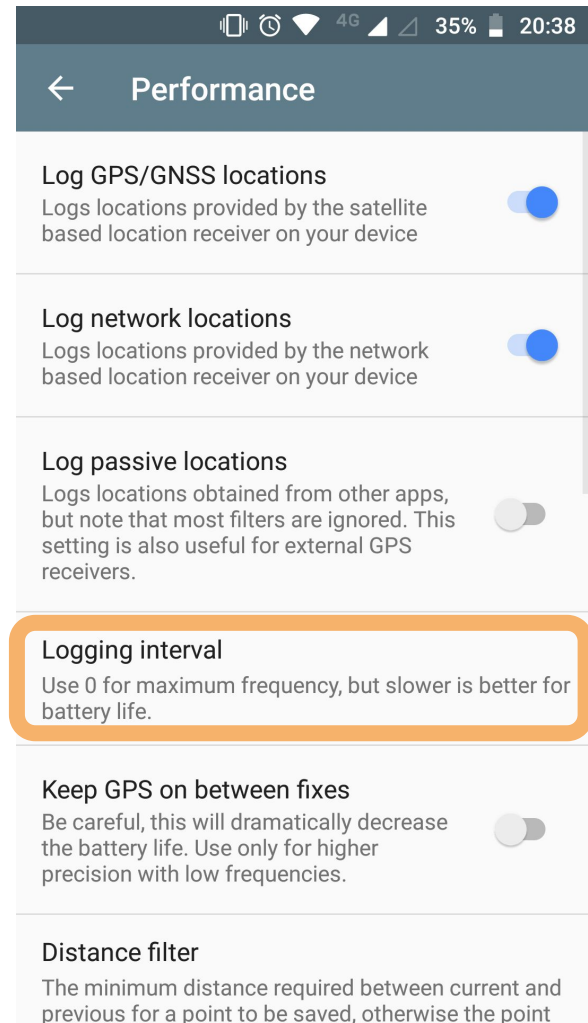 4G 35% 20:38
Performance
Log GPS/GNSS locations
Logs locations provided by the satellite
based location receiver on your device
Log network locations
Logs locations provided by the network
based location receiver on your device
Log passive locations
Logs locations obtained from other apps,
but note that most filters are ignored. This
setting is also useful for external GPS
receivers.
Logging interval
Use 0 for maximum frequency, but slower is better for
battery life.
Keep GPS on between fixes
Be careful, this will dramatically decrease
the battery life. Use only for higher
precision with low frequencies.
Distance filter
The minimum distance required between current and
previous for a point to be saved, otherwise the point